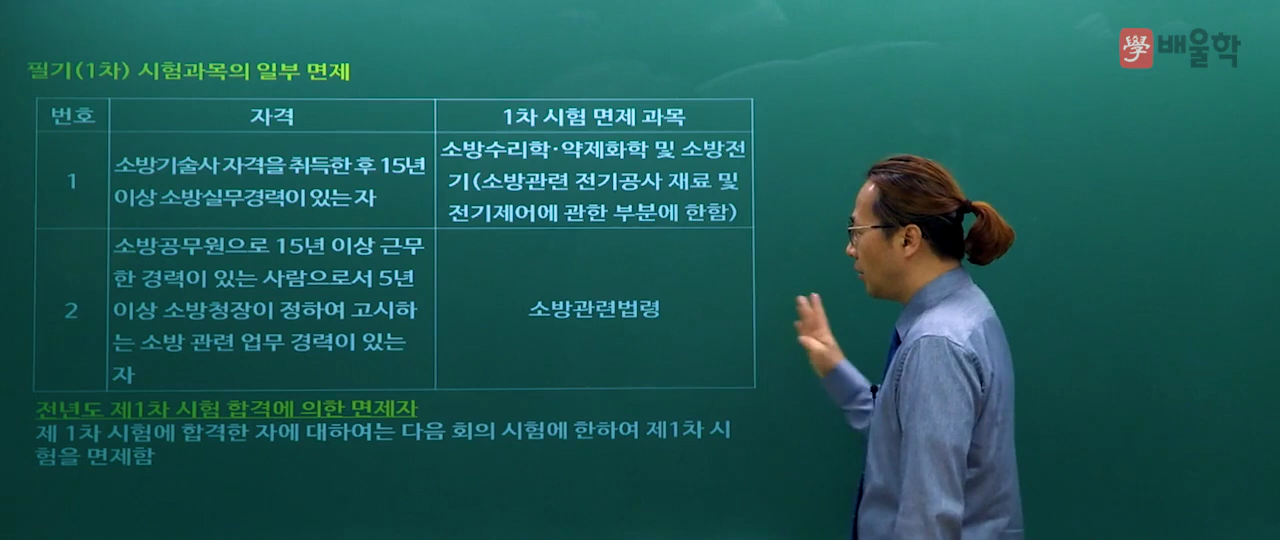 學 배울학
필기(1차) 시험과목의 일부 면제
번호 자격 1차 시험 면제 과목
1
소방기술사 자격을 취득한 후 15년
이상 소방실무경력이 있는 자
소방수리학·약제화학 및 소방전
기(소방관련 전기공사 재료 및
전기제어에 관한 부분에 한함)
2
소방공무원으로 15년 이상 근무
한 경력이 있는 사람으로서 5년
이상 소방청장이 정하여 고시하
는 소방 관련 업무 경력이 있는
자
소방관련법령
전년도 제1차 시험 합격에 의한 면제자
제 1차 시험에 합격한 자에 대하여는 다음 회의 시험에 한하여 제1차 시
험을 면제함